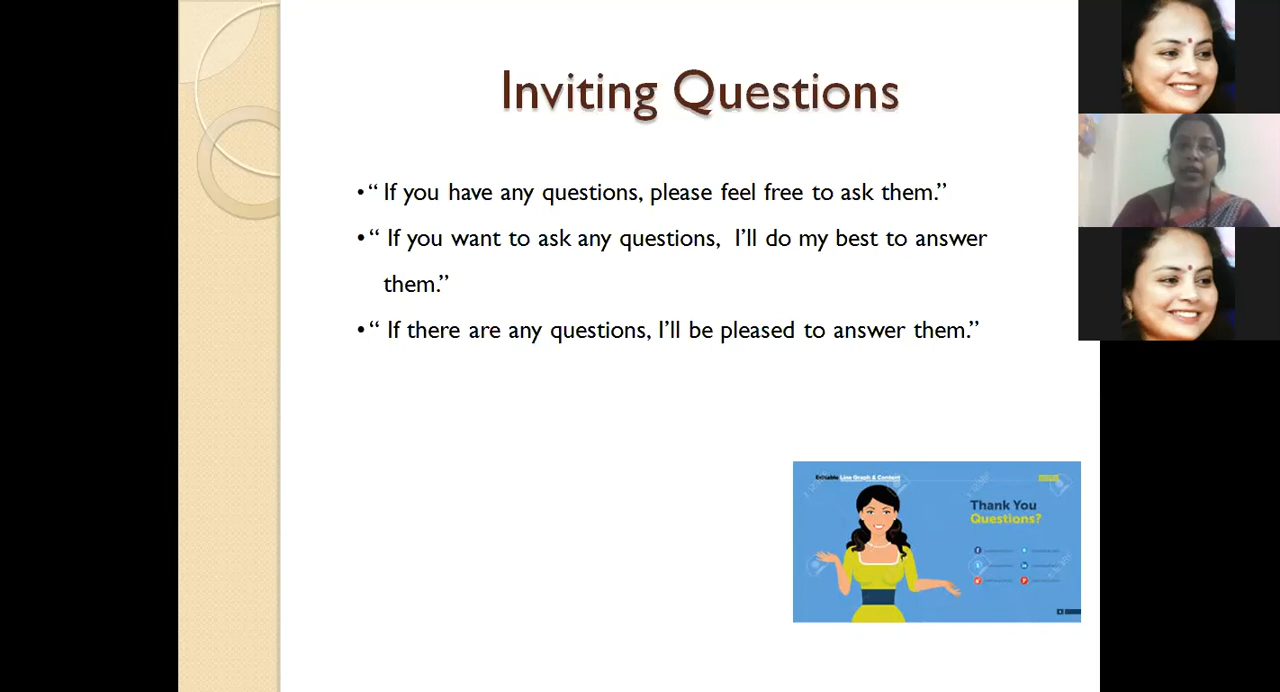 Inviting Questions
•“ If you have any questions, please feel free to ask them.”
•“ If you want to ask any questions,  I’ll do my best to answer
them.”
•“ If there are any questions, I’ll be pleased to answer them.”
Editable Line Graph & Content
Thank You
Questions?